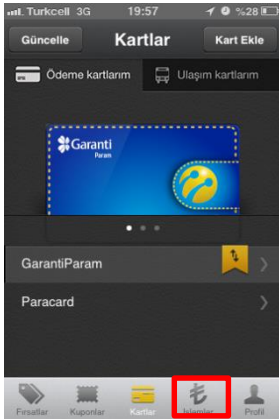 Turkcell 3G 19:57 %28
Güncelle Kartlar Kart Ekle
Ödeme kartlarım Ulaşım kartlarım
Garanti
Param
GarantiParam
Paracard
Fırsatlar Kuponlar Kartlar İşlemler Profil